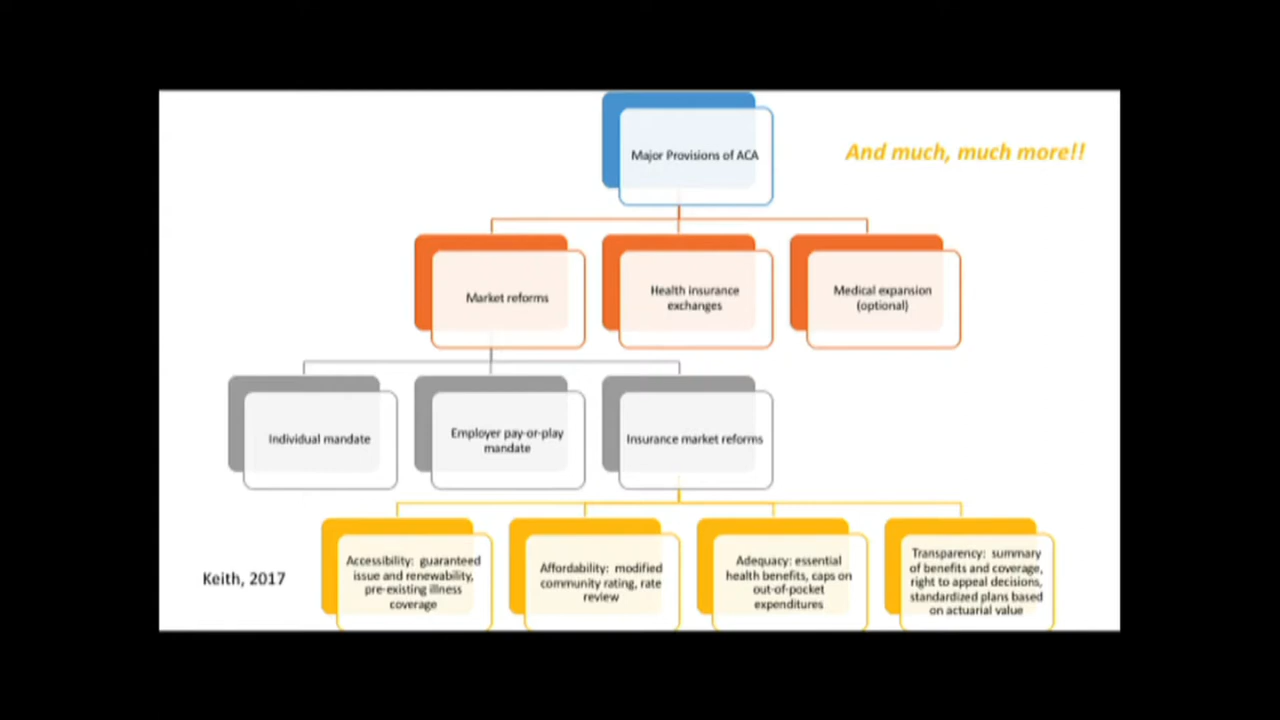 Major Provisions of ACA
And much, much more!!
Market reforms
Health insurance
exchanges
Medical expansion
(optional)
Individual mandate
Employer pay-or-play
mandate
Insurance market reforms
Accessibility: guaranteed
issue and renewability,
pre-existing illness
coverage
Affordability: modified
community rating, rate
review
Adequacy: essential
health benefits, caps on
out-of-pocket
expenditures
Transparency: summary
of benefits and coverage,
right to appeal decisions,
standardized plans based
on actuarial value
Keith, 2017